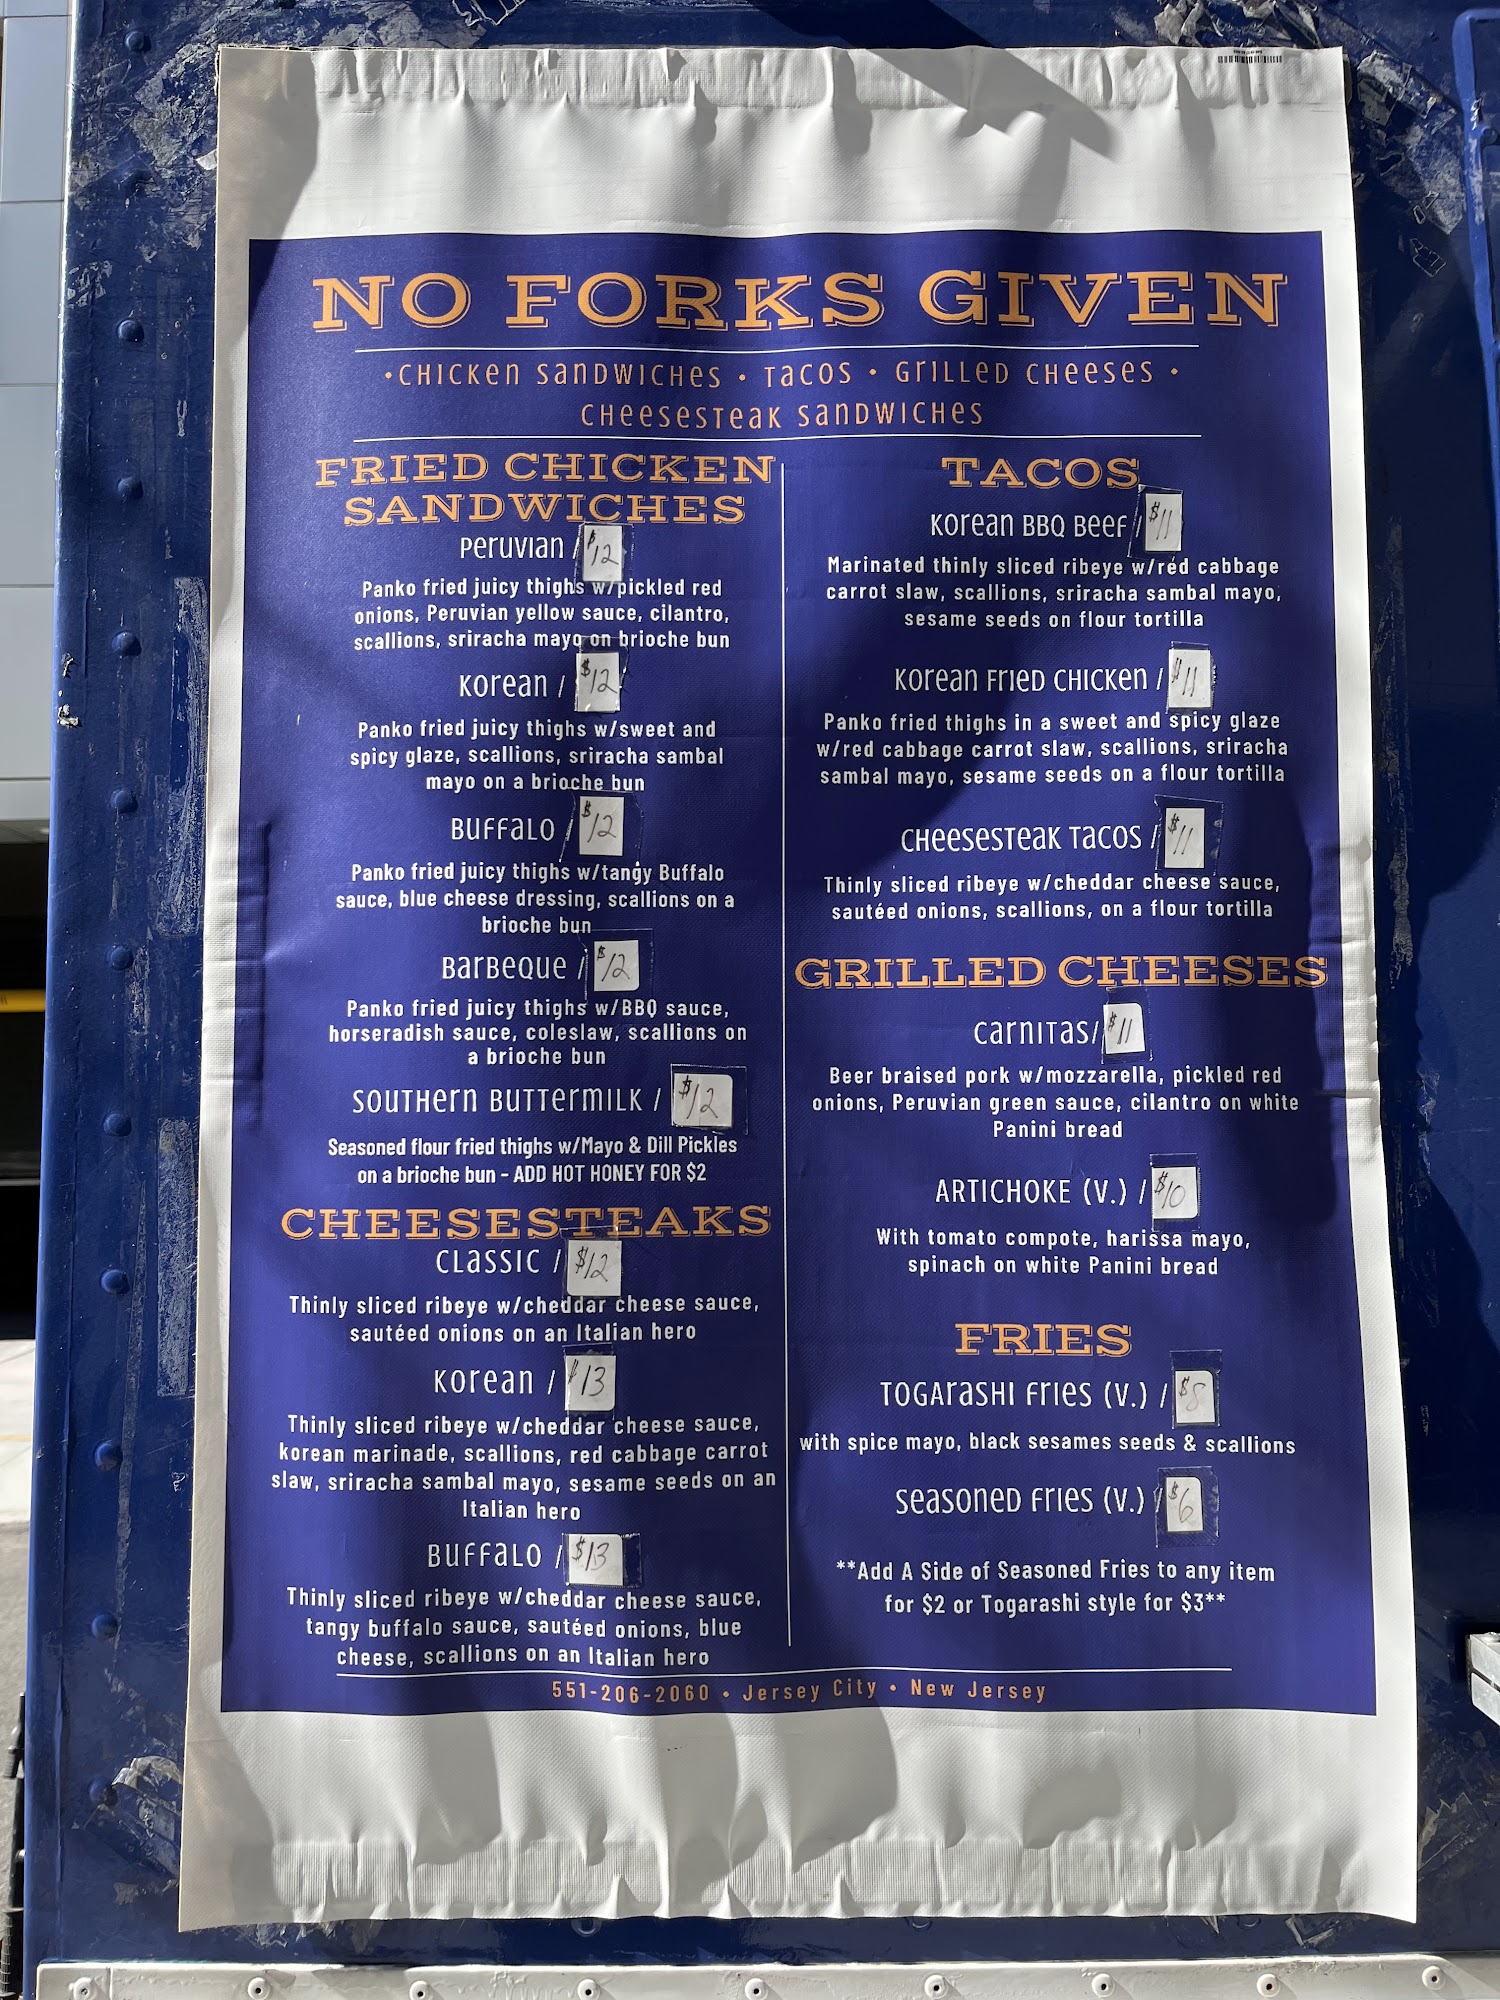 NO FORKS GIVEN
•CHICKEN SANDWICHES • TACOS • GRILLED CHEESES •
CHEESESTEAK SANDWICHES
FRIED CHICKEN
SANDWICHES
PERUVIAN / $12
Panko fried juicy thighs w/pickled red
onions, Peruvian yellow sauce, cilantro,
scallions, sriracha mayo on brioche bun
KOREAN / $12
Panko fried juicy thighs w/sweet and
spicy glaze, scallions, sriracha sambal
mayo on a brioche bun
BUFFALO / $12
Panko fried juicy thighs w/tangy Buffalo
sauce, blue cheese dressing, scallions on a
brioche bun
BARBEQUE / $12
Panko fried juicy thighs w/BBQ sauce,
horseradish sauce, coleslaw, scallions on
a brioche bun
SOUTHERN BUTTERMILK / $12
Seasoned flour fried thighs w/Mayo & Dill Pickles
on a brioche bun - ADD HOT HONEY FOR $2
CHEESESTEAKS
CLASSIC / $12
Thinly sliced ribeye w/cheddar cheese sauce,
sautéed onions on an Italian hero
KOREAN / $13
Thinly sliced ribeye w/cheddar cheese sauce,
korean marinade, scallions, red cabbage carrot
slaw, sriracha sambal mayo, sesame seeds on an
Italian hero
BUFFALO / $13
Thinly sliced ribeye w/cheddar cheese sauce,
tangy buffalo sauce, sautéed onions, blue
cheese, scallions on an Italian hero
TACOS
KOREAN BBQ BEEF / $11
Marinated thinly sliced ribeye w/red cabbage
carrot slaw, scallions, sriracha sambal mayo,
sesame seeds on flour tortilla
KOREAN FRIED CHICKEN / $11
Panko fried thighs in a sweet and spicy glaze
w/red cabbage carrot slaw, scallions, sriracha
sambal mayo, sesame seeds on a flour tortilla
CHEESESTEAK TACOS / $11
Thinly sliced ribeye w/cheddar cheese sauce,
sautéed onions, scallions, on a flour tortilla
GRILLED CHEESES
CARNITAS/ $11
Beer braised pork w/mozzarella, pickled red
onions, Peruvian green sauce, cilantro on white
Panini bread
ARTICHOKE (V.) / $10
With tomato compote, harissa mayo,
spinach on white Panini bread
FRIES
TOGARASHI FRIES (V.) / $8
with spice mayo, black sesames seeds & scallions
SEASONED FRIES (V.) / $6
**Add A Side of Seasoned Fries to any item
for $2 or Togarashi style for $3**
551-206-2060 • Jersey City • New Jersey